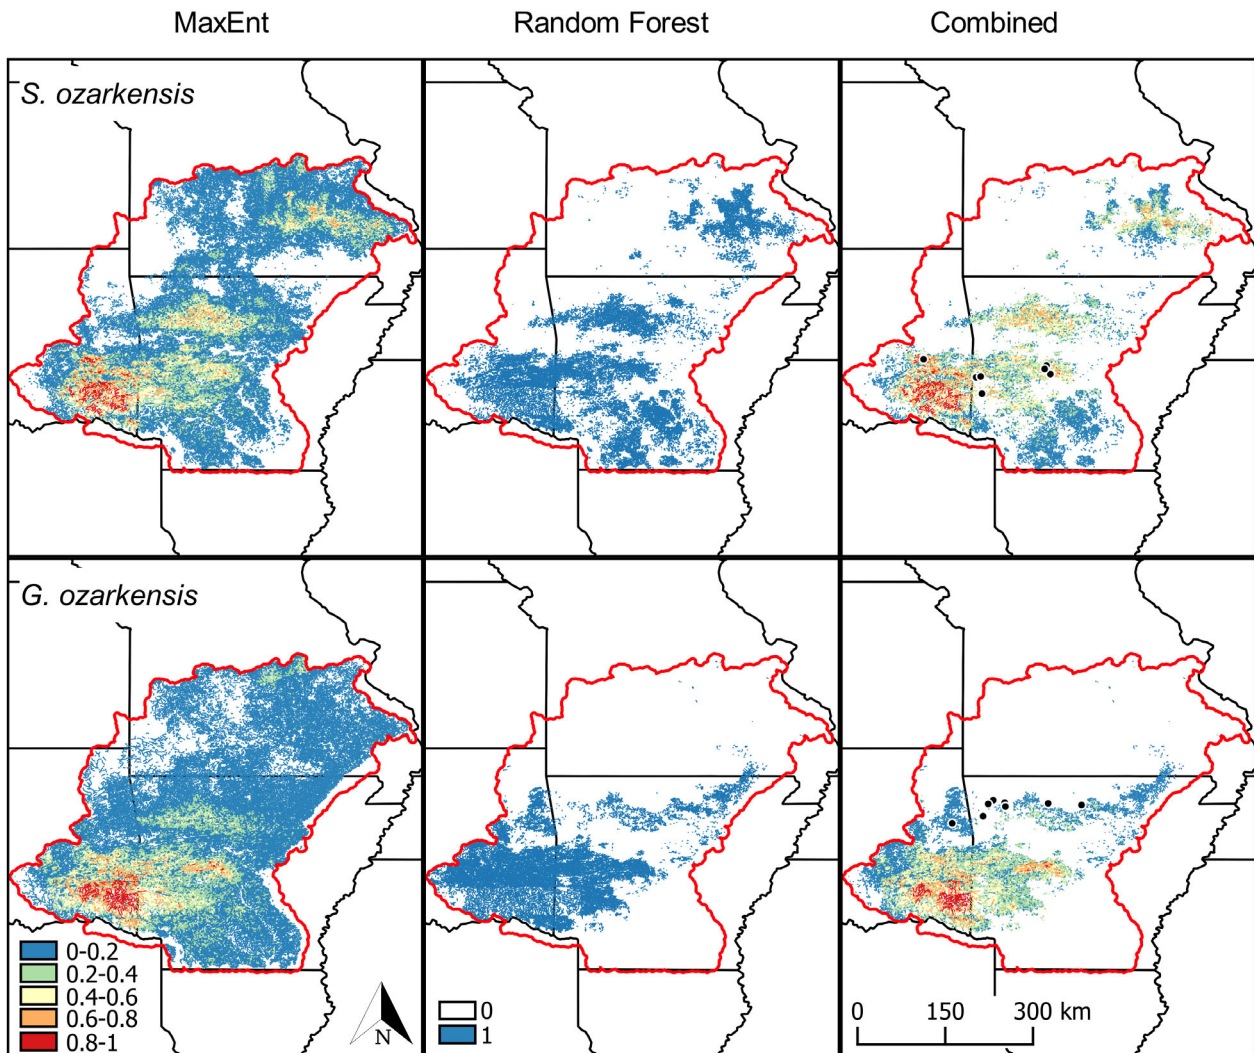 MaxEnt Random Forest Combined
S. ozarkensis
G. ozarkensis
0-0.2
0.2-0.4
0.4-0.6
0.6-0.8
0.8-1
N
0
1
0 150 300 km